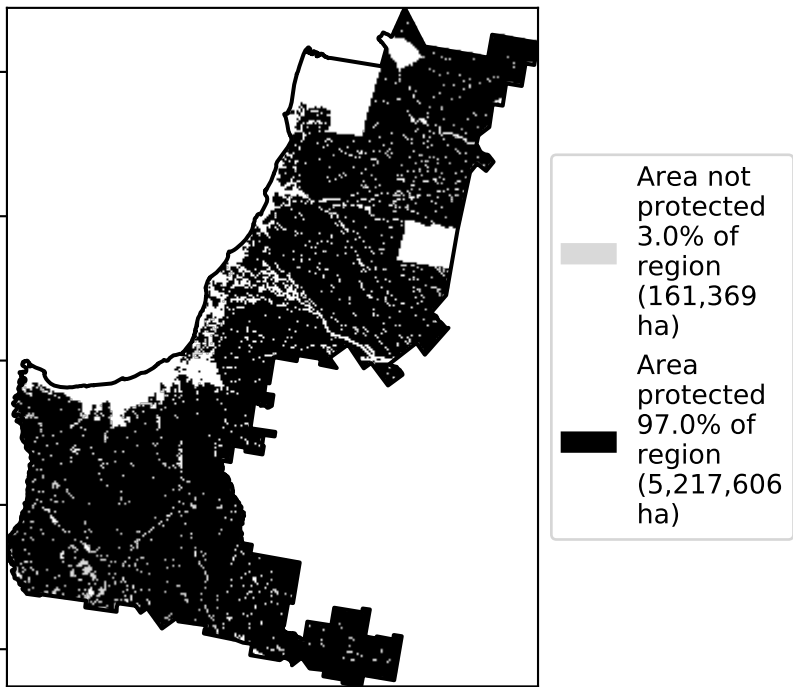 Area not
protected
3.0% of
region
(161,369
ha)
Area
protected
97.0% of
region
(5,217,606
ha)